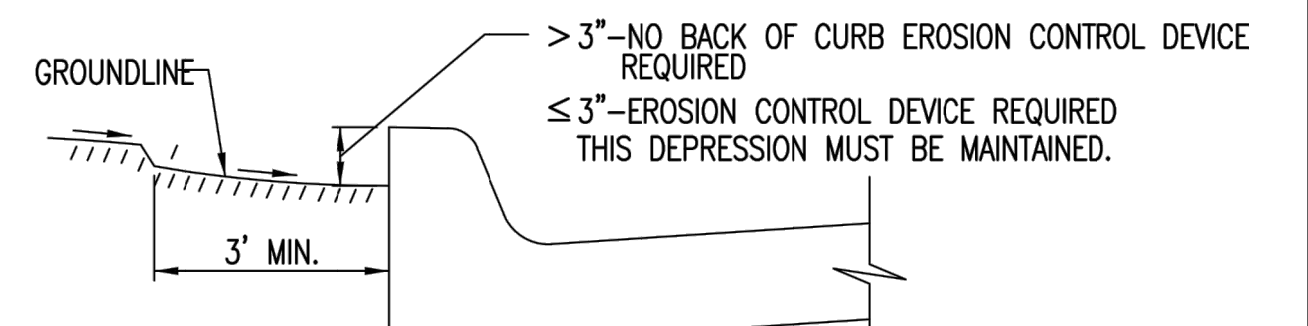 > 3"–NO BACK OF CURB EROSION CONTROL DEVICE
REQUIRED
GROUNDLINE
≤ 3"–EROSION CONTROL DEVICE REQUIRED
THIS DEPRESSION MUST BE MAINTAINED.
3' MIN.